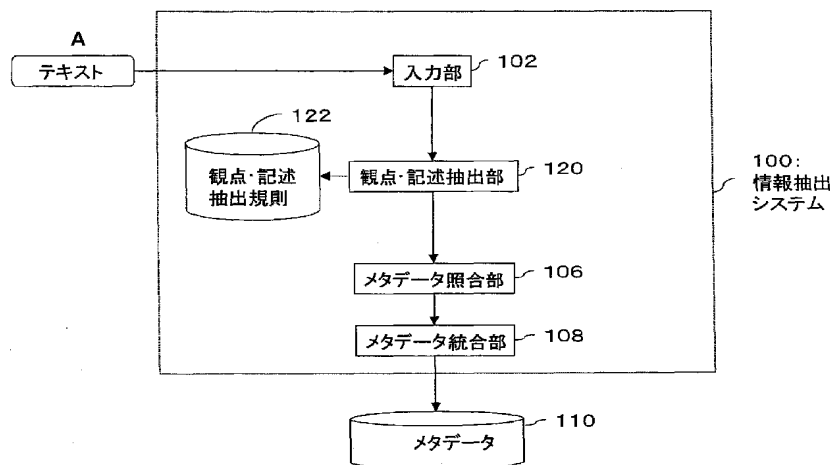 A
テキスト
入力部
102
122
観点・記述
抽出規則
観点・記述抽出部
120
100:
情報抽出
システム
メタデータ照合部
106
メタデータ統合部
108
メタデータ
110